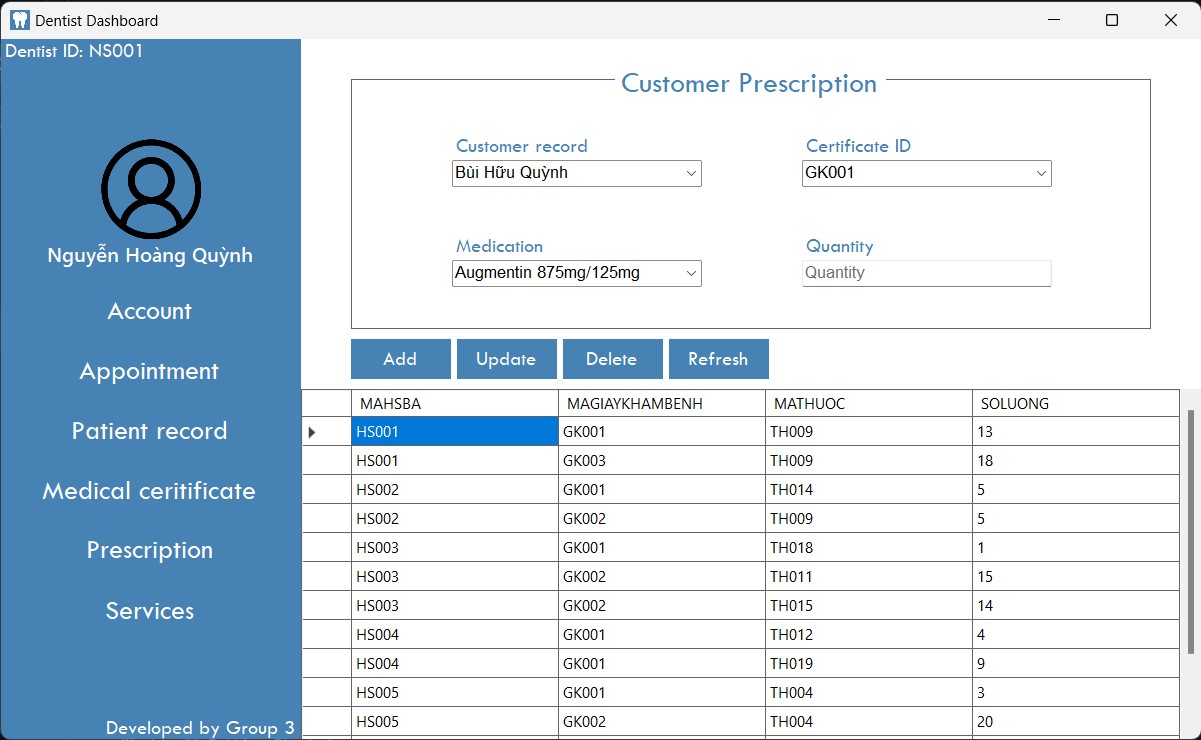 Dentist Dashboard
Dentist ID: NS001
Nguyễn Hoàng Quỳnh
Account
Appointment
Patient record
Medical ceritificate
Prescription
Services
Developed by Group 3
Customer Prescription
Customer record
Certificate ID
Bùi Hữu Quỳnh
GK001
Medication
Quantity
Augmentin 875mg/125mg
Quantity
Add Update Delete Refresh
MAHSBA MAGIAYKHAMBENH MATHUOC SOLUONG
HS001 GK001 TH009 13
HS001 GK003 TH009 18
HS002 GK001 TH014 5
HS002 GK002 TH009 5
HS003 GK001 TH018 1
HS003 GK002 TH011 15
HS003 GK002 TH015 14
HS004 GK001 TH012 4
HS004 GK001 TH019 9
HS005 GK001 TH004 3
HS005 GK002 TH004 20